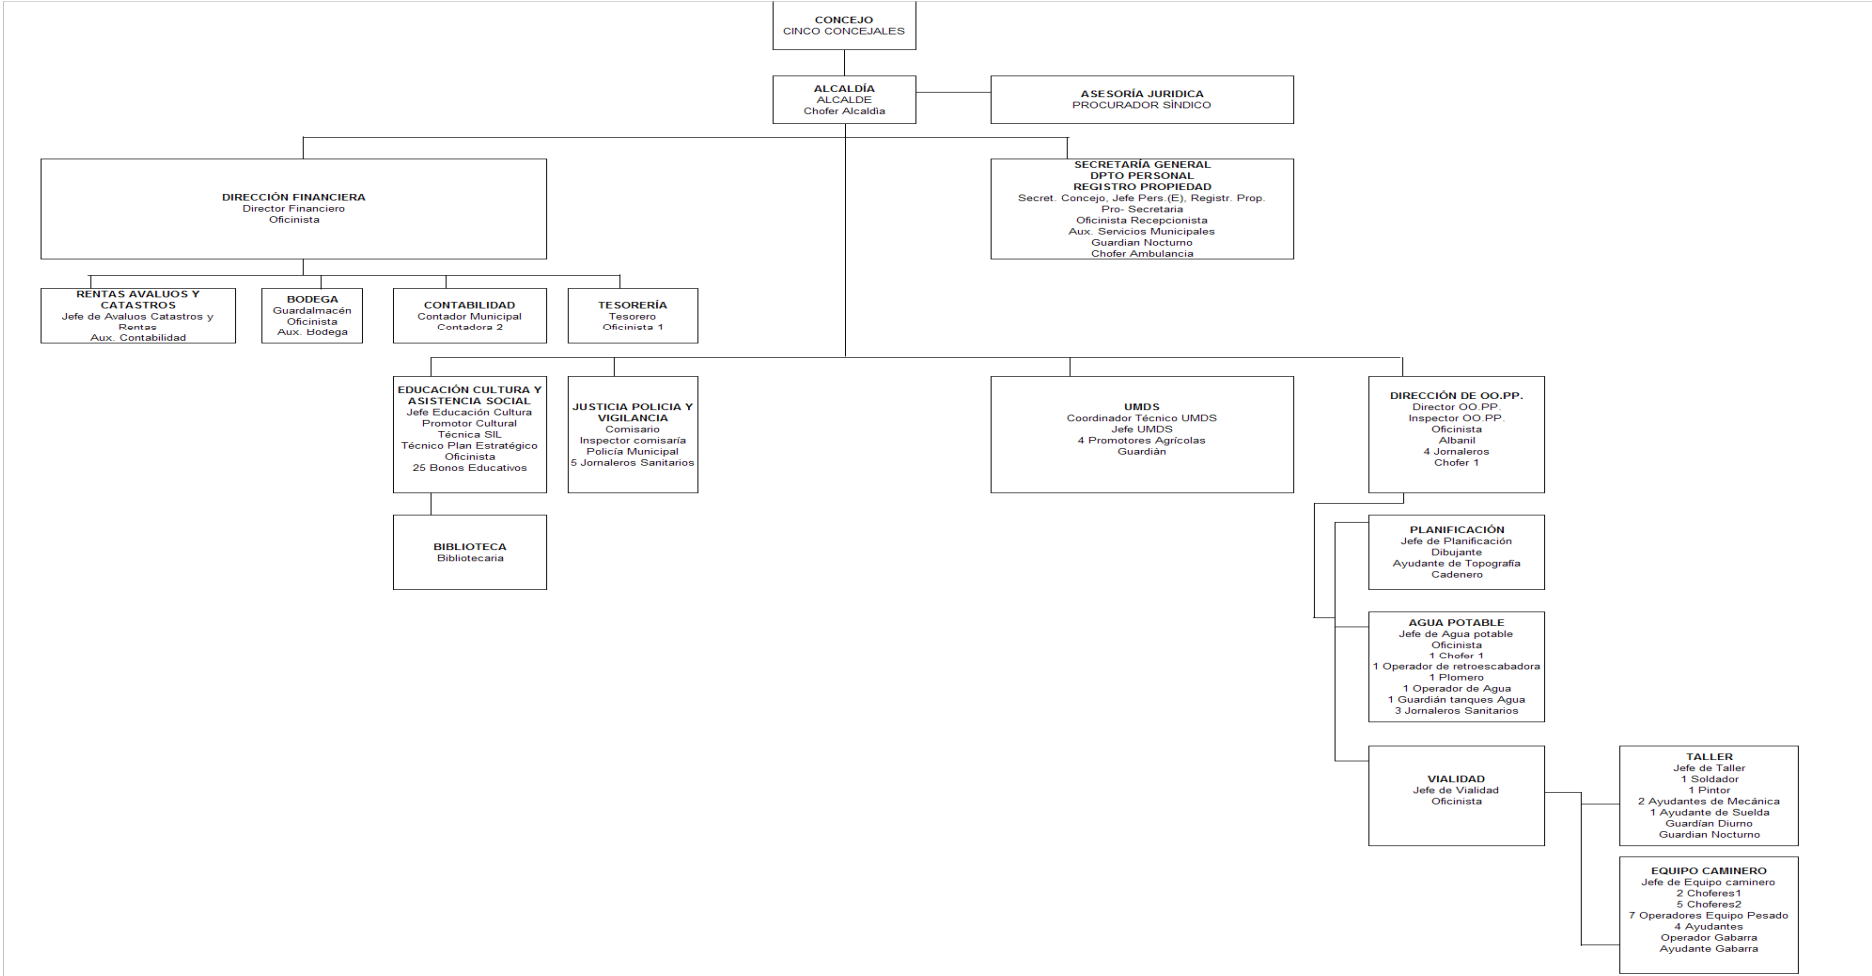 CONCEJO
CINCO CONCEJALES
ALCALDÍA
ALCALDE
Chofer Alcaldìa
ASESORÍA JURIDICA
PROCURADOR SÍNDICO
DIRECCIÓN FINANCIERA
Director Financiero
Oficinista
SECRETARÍA GENERAL
DPTO PERSONAL
REGISTRO PROPIEDAD
Secret. Concejo, Jefe Pers.(E), Registr. Prop.
Pro- Secretaria
Oficinista Recepcionista
Aux. Servicios Municipales
Guardian Nocturno
Chofer Ambulancia
RENTAS AVALUOS Y
CATASTROS
Jefe de Avaluos Catastros y
Rentas
Aux. Contabilidad
BODEGA
Guardalmacén
Oficinista
Aux. Bodega
CONTABILIDAD
Contador Municipal
Contadora 2
TESORERÍA
Tesorero
Oficinista 1
EDUCACIÓN CULTURA Y
ASISTENCIA SOCIAL
Jefe Educación Cultura
Promotor Cultural
Técnica SIL
Técnico Plan Estratégico
Oficinista
25 Bonos Educativos
JUSTICIA POLICIA Y
VIGILANCIA
Comisario
Inspector comisaría
Policía Municipal
5 Jornaleros Sanitarios
UMDS
Coordinador Técnico UMDS
Jefe UMDS
4 Promotores Agrícolas
Guardián
DIRECCIÓN DE OO.PP.
Director OO.PP.
Inspector OO.PP.
Oficinista
Albanil
4 Jornaleros
Chofer 1
BIBLIOTECA
Bibliotecaria
PLANIFICACIÓN
Jefe de Planificación
Dibujante
Ayudante de Topografía
Cadenero
AGUA POTABLE
Jefe de Agua potable
Oficinista
1 Chofer 1
1 Operador de retroescabadora
1 Plomero
1 Operador de Agua
1 Guardián tanques Agua
3 Jornaleros Sanitarios
VIALIDAD
Jefe de Vialidad
Oficinista
TALLER
Jefe de Taller
1 Soldador
1 Pintor
2 Ayudantes de Mecánica
1 Ayudante de Suelda
Guardían Diurno
Guardian Nocturno
EQUIPO CAMINERO
Jefe de Equipo caminero
2 Choferes1
5 Choferes2
7 Operadores Equipo Pesado
4 Ayudantes
Operador Gabarra
Ayudante Gabarra